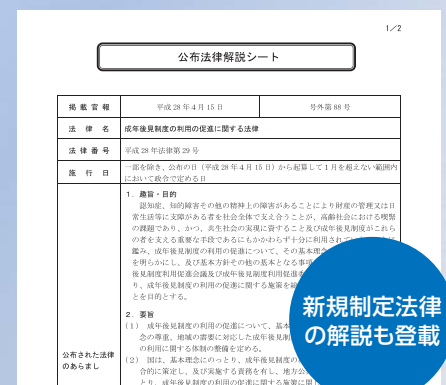 1／2
公布法律解説シート
掲載官報 平成28年4月15日 号外第88号
法律名 成年後見制度の利用の促進に関する法律
法律番号 平成28年法律第29号
施行日 一部を除き、公布の日（平成28年4月15日）から起算して1月を超えない範囲内
において政令で定める日
1．趣旨・目的
認知症、知的障害その他の精神上の障害があることにより財産の管理又は日
常生活等に支障がある者を社会全体で支え合うことが、高齢社会における喫緊
の課題であり、かつ、共生社会の実現に資すること及び成年後見制度がこれら
の者を支える重要な手段であるにもかかわらず十分に利用されてい
鑑み、成年後見制度の利用の促進について、その基本理
を明らかにし、及び基本方針その他の基本となる事項
後見制度利用促進会議及び成年後見制度利用促進委
り、成年後見制度の利用の促進に関する施策を総
とを目的とする。
2．要旨
（1） 成年後見制度の利用の促進について、基本
念の尊重、地域の需要に対応した成年後見制
の利用に関する体制の整備を定める。
公布された法律
のあらまし
（2） 国は、基本理念にのっとり、成年後見制度の
合的に策定し、及び実施する責務を有し、地方公
とり、成年後見制度の利用の促進に関する施策に関し
新規制定法律
の解説も登載